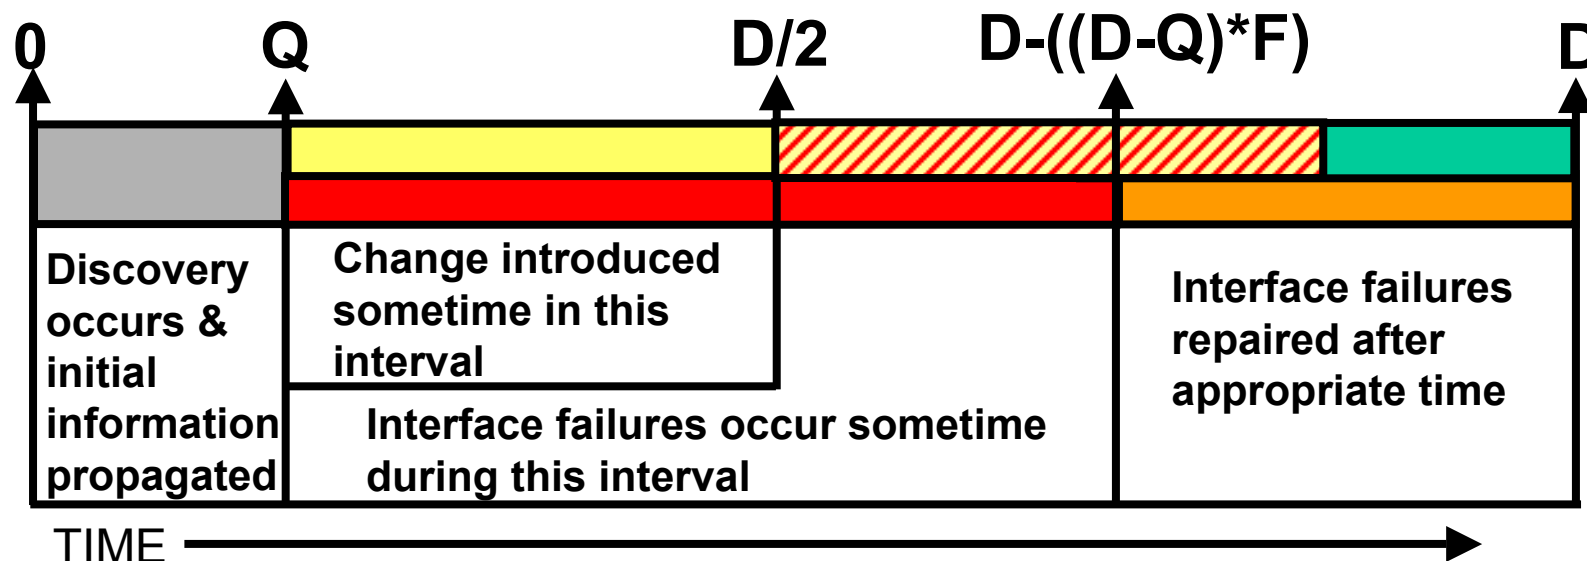 0
Q
D/2
D-((D-Q)*F)
D
Discovery
occurs &
initial
information
propagated
Change introduced
sometime in this
interval
Interface failures occur sometime
during this interval
Interface failures
repaired after
appropriate time
TIME